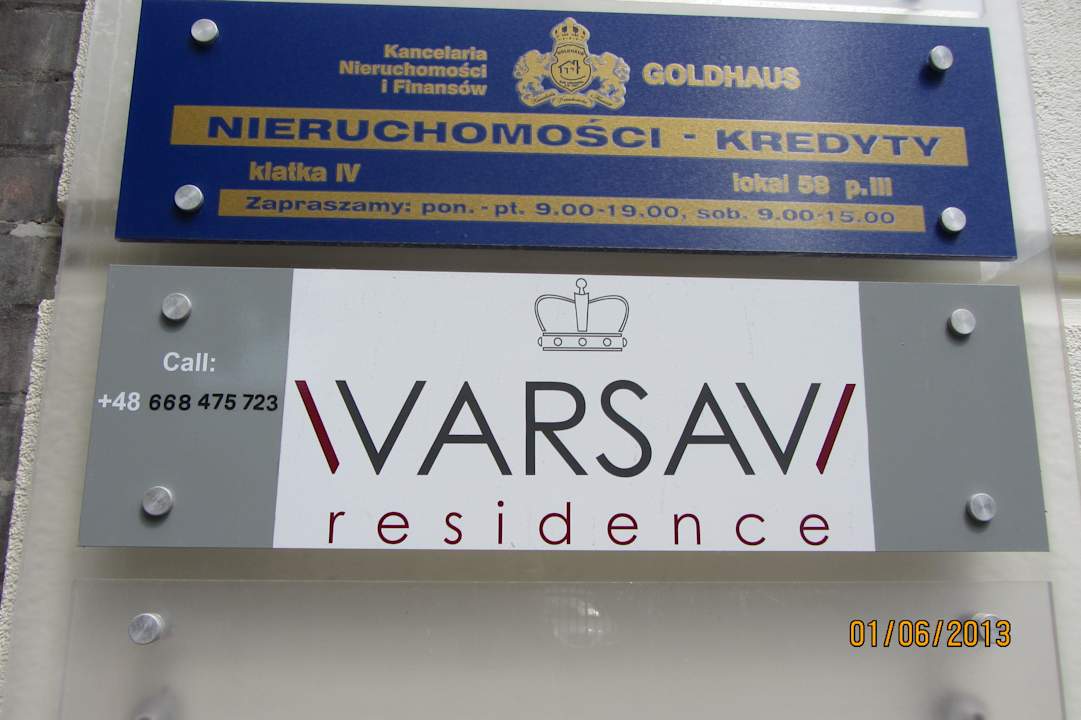 Kancelaria
Nieruchomości
i Finansów
GOLDHAUS
NIERUCHOMOŚCI - KREDYTY
klatka IV
lokal 58 p.III
Zapraszamy: pon. - pt. 9.00-19.00, sob. 9.00-15.00
Call:
+48 668 475 723
WARSAW
residence
01/06/2013